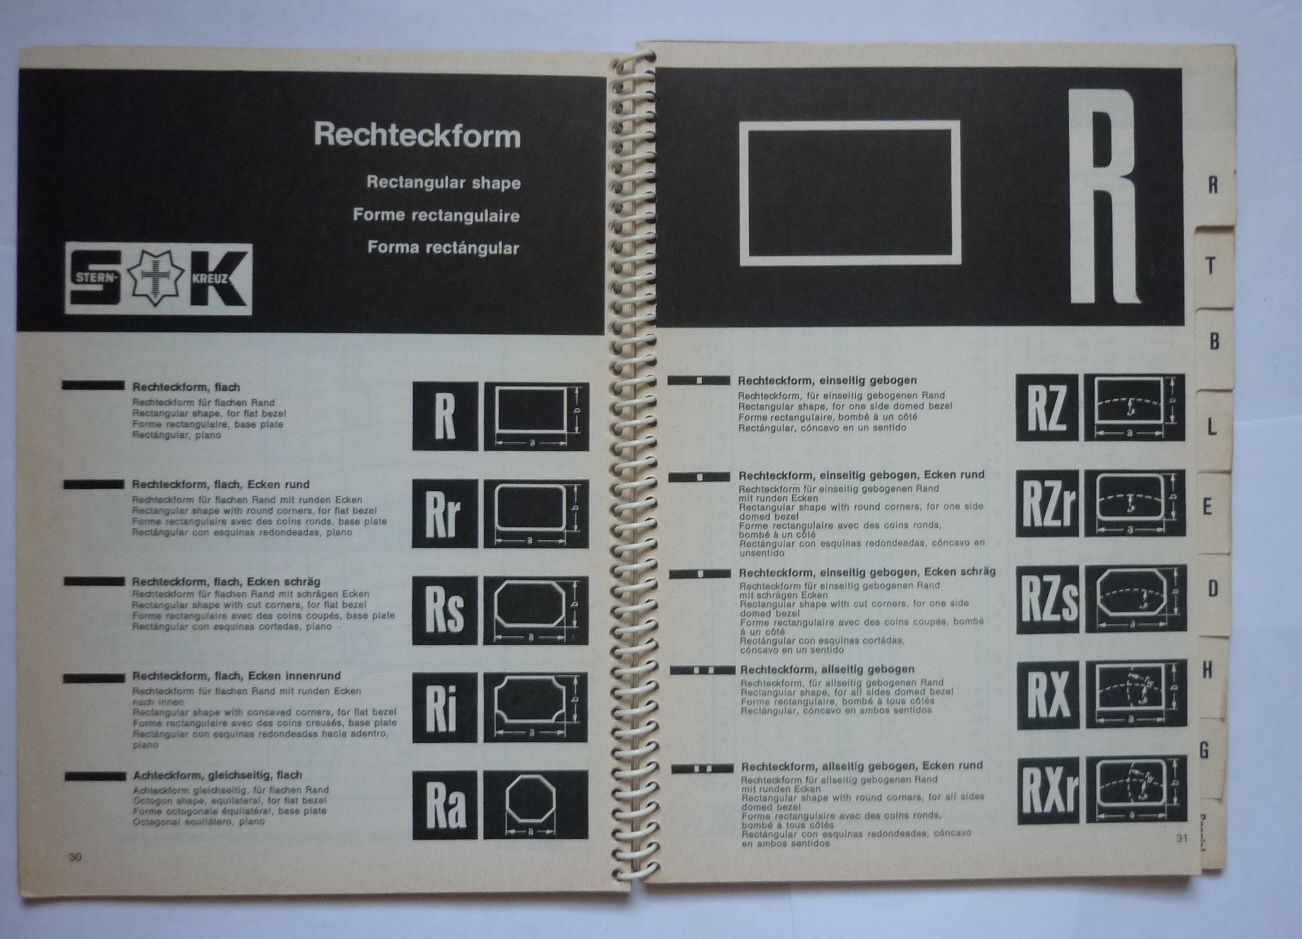 Rechteckform
Rectangular shape
Forme rectangulaire
Forma rectángular
STERN- KREUZ
SK
Rechteckform, flach
Rechteckform für flachen Rand
Rectangular shape, for flat bezel
Forme rectangulaire, base plate
Rectángular, plano
R
a
b
Rechteckform, flach, Ecken rund
Rechteckform für flachen Rand mit runden Ecken
Rectangular shape with round corners, for flat bezel
Forme rectangulaire avec des coins ronds, base plate
Rectángular con esquinas redondeadas, plano
Rr
a
b
Rechteckform, flach, Ecken schräg
Rechteckform für flachen Rand mit schrägen Ecken
Rectangular shape with cut corners, for flat bezel
Forme rectangulaire avec des coins coupés, base plate
Rectángular con esquinas cortadas, plano
Rs
a
b
Rechteckform, flach, Ecken innenrund
Rechteckform für flachen Rand mit runden Ecken
nach innen
Rectangular shape with concaved corners, for flat bezel
Forme rectangulaire avec des coins creusés, base plate
Rectángular con esquinas redondeadas hacia adentro,
plano
Ri
a
b
Achteckform, gleichseitig, flach
Achteckform gleichseitig, für flachen Rand
Octogon shape, equilateral, for flat bezel
Forme octogonale équilatéral, base plate
Octagonal equilátero, plano
Ra
a
30
R
Rechteckform, einseitig gebogen
Rechteckform, für einseitig gebogenen Rand
Rectangular shape, for one side domed bezel
Forme rectangulaire, bombé à un côté
Rectángular, cóncavo en un sentido
RZ
a
b
Rechteckform, einseitig gebogen, Ecken rund
Rechteckform für einseitig gebogenen Rand
mit runden Ecken
Rectangular shape with round corners, for one side
domed bezel
Forme rectangulaire avec des coins ronds,
bombé à un côté
Rectángular con esquinas redondeadas, cóncavo en
unsentido
RZr
a
b
Rechteckform, einseitig gebogen, Ecken schräg
Rechteckform für einseitig gebogenen Rand
mit schrägen Ecken
Rectangular shape with cut corners, for one side
domed bezel
Forme rectangulaire avec des coins coupés, bombé
à un côté
Rectángular con esquinas cortádas,
cóncavo en un sentido
RZs
a
b
Rechteckform, allseitig gebogen
Rechteckform, für allseitig gebogenen Rand
Rectangular shape, for all sides domed bezel
Forme rectangulaire, bombé à tous côtés
Rectángular, cóncavo en ambos sentidos
RX
a
b
Rechteckform, allseitig gebogen, Ecken rund
Rechteckform für allseitig gebogenen Rand
mit runden Ecken
Rectangular shape with round corners, for all sides
domed bezel
Forme rectangulaire avec des coins ronds,
bombé à tous côtés
Rectángular con esquinas redondeadas, cóncavo
en ambos sentidos
RXr
a
b
31
R
T
B
L
E
D
H
G